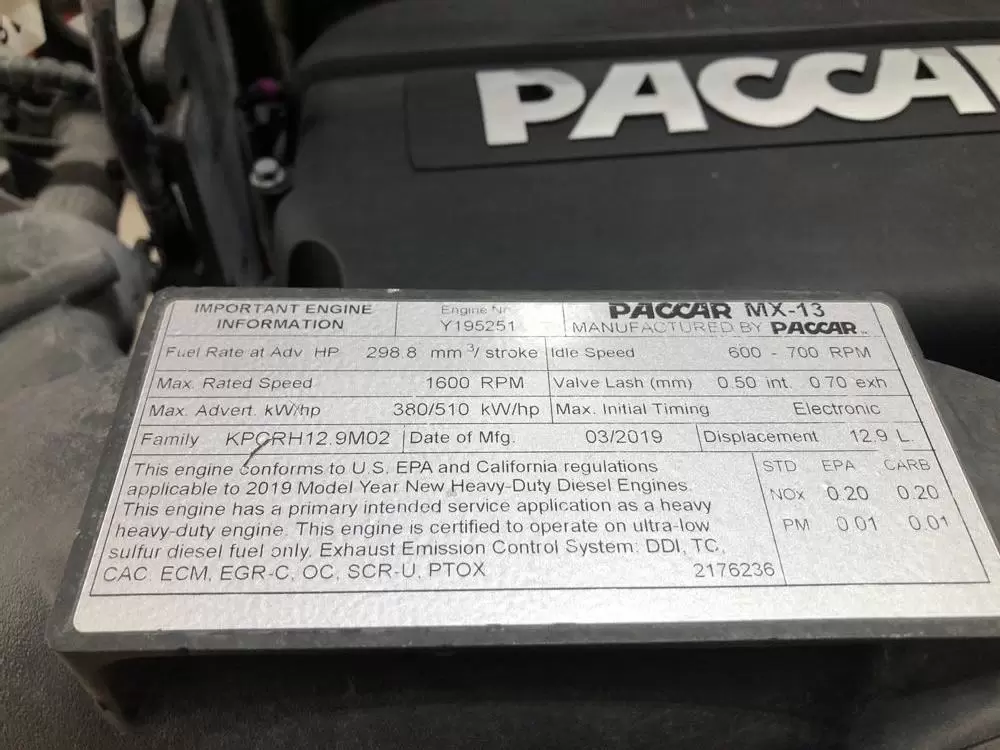 PACCAR
IMPORTANT ENGINE
INFORMATION
Engine Nr
Y195251
PACCAR MX-13
MANUFACTURED BY PACCAR
Fuel Rate at Adv HP 298.8 mm³/ stroke
Idle Speed 600 - 700 RPM
Max. Rated Speed 1600 RPM
Valve Lash (mm) 0.50 int. 0.70 exh
Max. Advert. kW/hp 380/510 kW/hp
Max. Initial Timing Electronic
Family KPCRH12.9M02
Date of Mfg. 03/2019
Displacement 12.9 L.
This engine conforms to U.S. EPA and California regulations
applicable to 2019 Model Year New Heavy-Duty Diesel Engines.
This engine has a primary intended service application as a heavy
heavy-duty engine. This engine is certified to operate on ultra-low
sulfur diesel fuel only. Exhaust Emission Control System: DDI, TC,
CAC, ECM, EGR-C, OC, SCR-U, PTOX 2176236
STD EPA CARB
NOx 0.20 0.20
PM 0.01 0.01